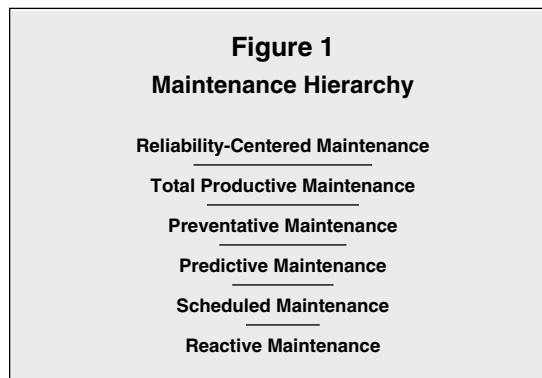 Figure 1
Maintenance Hierarchy
Reliability-Centered Maintenance
Total Productive Maintenance
Preventative Maintenance
Predictive Maintenance
Scheduled Maintenance
Reactive Maintenance